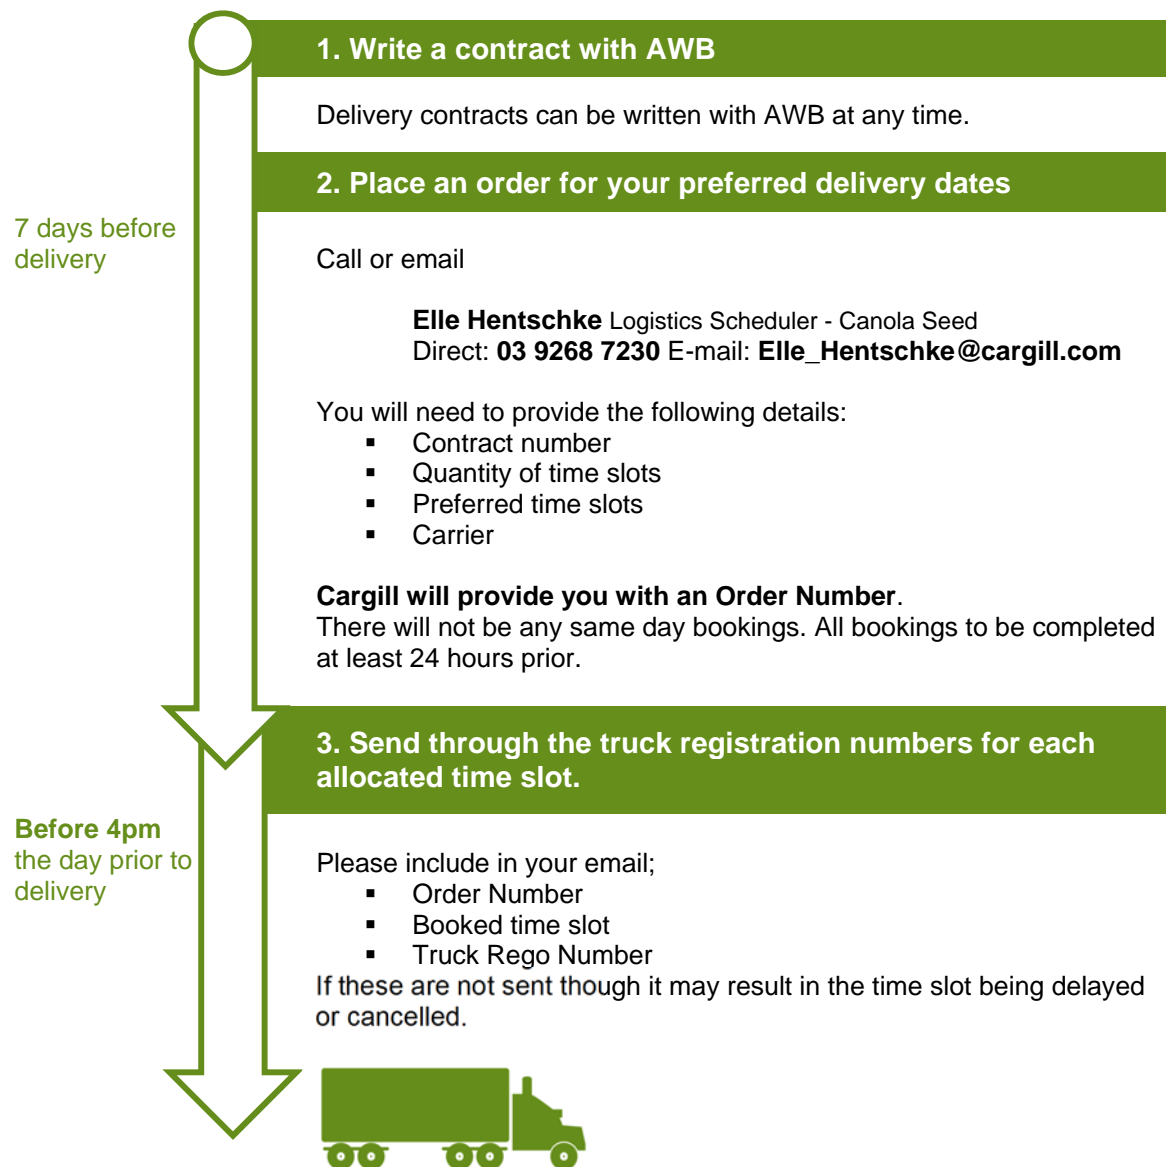 1. Write a contract with AWB
Delivery contracts can be written with AWB at any time.
2. Place an order for your preferred delivery dates
7 days before
delivery
Call or email
Elle Hentschke Logistics Scheduler - Canola Seed
Direct: 03 9268 7230 E-mail: Elle_Hentschke@cargill.com
You will need to provide the following details:
▪ Contract number
▪ Quantity of time slots
▪ Preferred time slots
▪ Carrier
Cargill will provide you with an Order Number.
There will not be any same day bookings. All bookings to be completed
at least 24 hours prior.
3. Send through the truck registration numbers for each
allocated time slot.
Before 4pm
the day prior to
delivery
Please include in your email;
▪ Order Number
▪ Booked time slot
▪ Truck Rego Number
If these are not sent though it may result in the time slot being delayed
or cancelled.